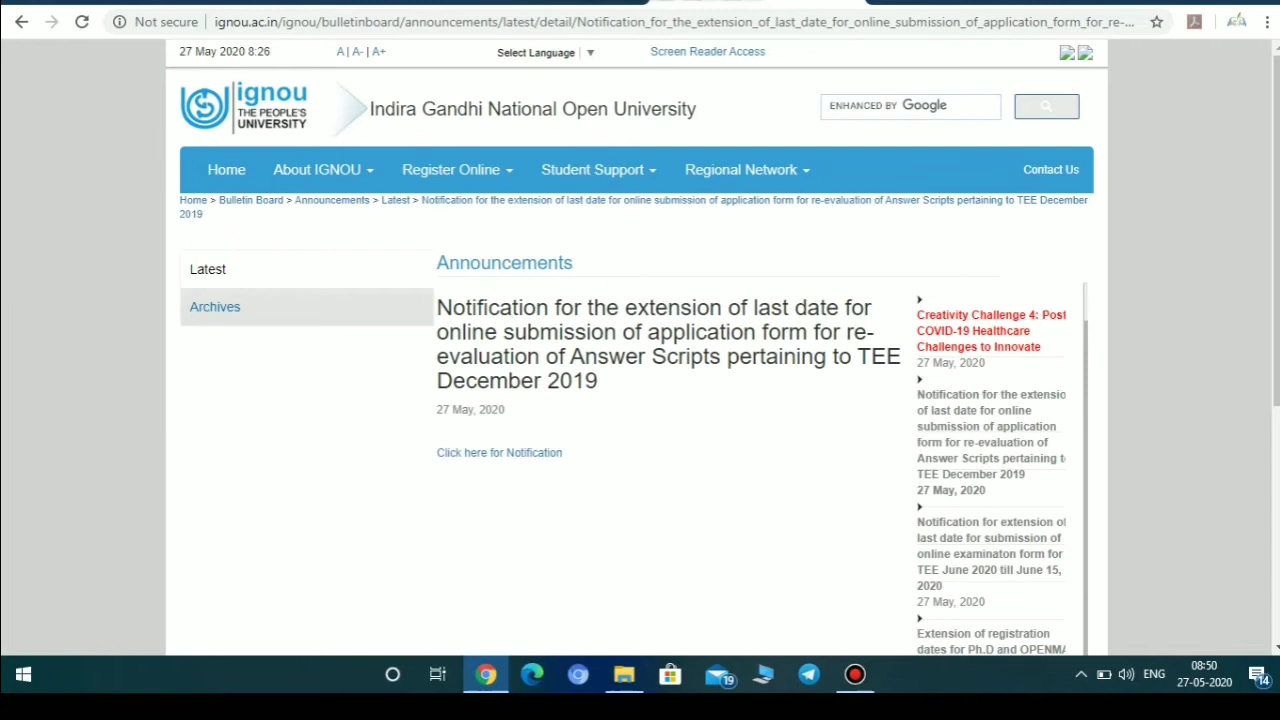 Not secure
ignou.ac.in/ignou/bulletinboard/announcements/latest/detail/Notification_for_the_extension_of_last_date_for_online_submission_of_application_form_for_re-...
27 May 2020 8:26
A | A- | A+
Select Language ▼
Screen Reader Access
ignou
THE PEOPLE'S
UNIVERSITY
Indira Gandhi National Open University
ENHANCED BY Google
Home
About IGNOU
Register Online
Student Support
Regional Network
Contact Us
Home > Bulletin Board > Announcements > Latest > Notification for the extension of last date for online submission of application form for re-evaluation of Answer Scripts pertaining to TEE December
2019
Latest
Archives
Announcements
Notification for the extension of last date for
online submission of application form for re-
evaluation of Answer Scripts pertaining to TEE
December 2019
27 May, 2020
Click here for Notification
Creativity Challenge 4: Post
COVID-19 Healthcare
Challenges to Innovate
27 May, 2020
Notification for the extensio
of last date for online
submission of application
form for re-evaluation of
Answer Scripts pertaining t
TEE December 2019
27 May, 2020
Notification for extension of
last date for submission of
online examinaton form for
TEE June 2020 till June 15,
2020
27 May, 2020
Extension of registration
dates for Ph.D and OPENMA
19
ENG
08:50
27-05-2020
14